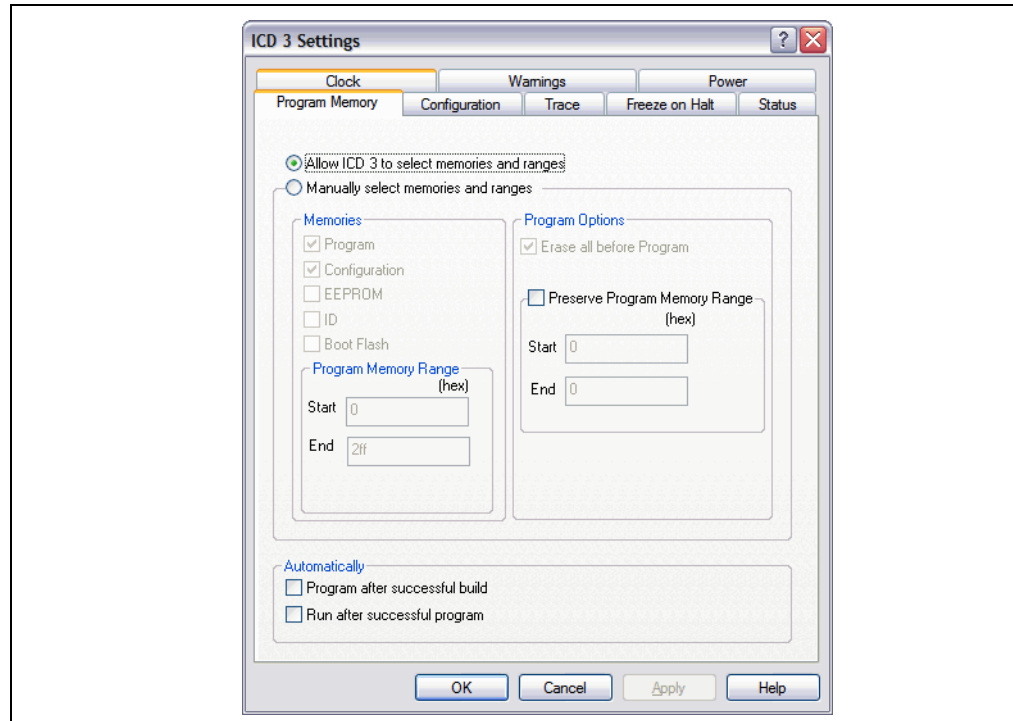 ICD 3 Settings
Clock Warnings Power
Program Memory Configuration Trace Freeze on Halt Status
Allow ICD 3 to select memories and ranges
Manually select memories and ranges
Memories
Program
Configuration
EEPROM
ID
Boot Flash
Program Memory Range
(hex)
Start 0
End 2ff
Program Options
Erase all before Program
Preserve Program Memory Range
(hex)
Start 0
End 0
Automatically
Program after successful build
Run after successful program
OK Cancel Apply Help